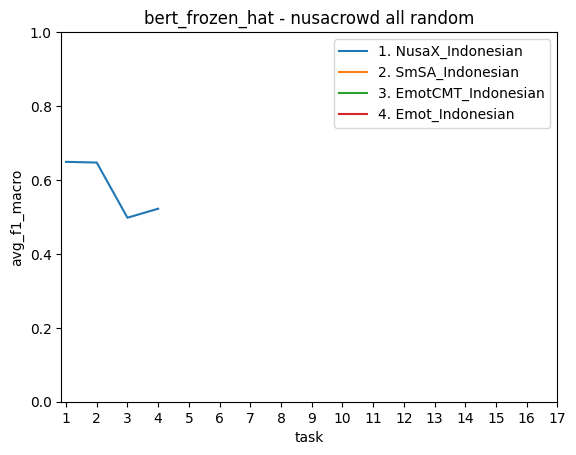 bert_frozen_hat - nusacrowd all random
1.0
0.8
0.6
0.4
0.2
0.0
avg_f1_macro
1. NusaX_Indonesian
2. SmSA_Indonesian
3. EmotCMT_Indonesian
4. Emot_Indonesian
1 2 3 4 5 6 7 8 9 10 11 12 13 14 15 16 17
task